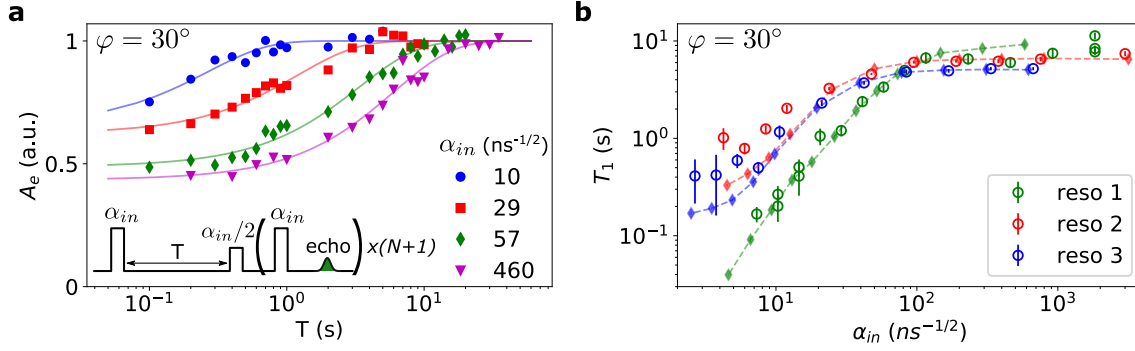 a
φ = 30°
A_e (a.u.)
1
0.5
0
α_in (ns^-1/2)
10
29
57
460
α_in
T
α_in/2
α_in
echo
x(N+1)
10^-1 10^0 10^1
T (s)
b
φ = 30°
T_1 (s)
10^1
10^0
10^-1
reso 1
reso 2
reso 3
10^1 10^2 10^3
α_in (ns^-1/2)